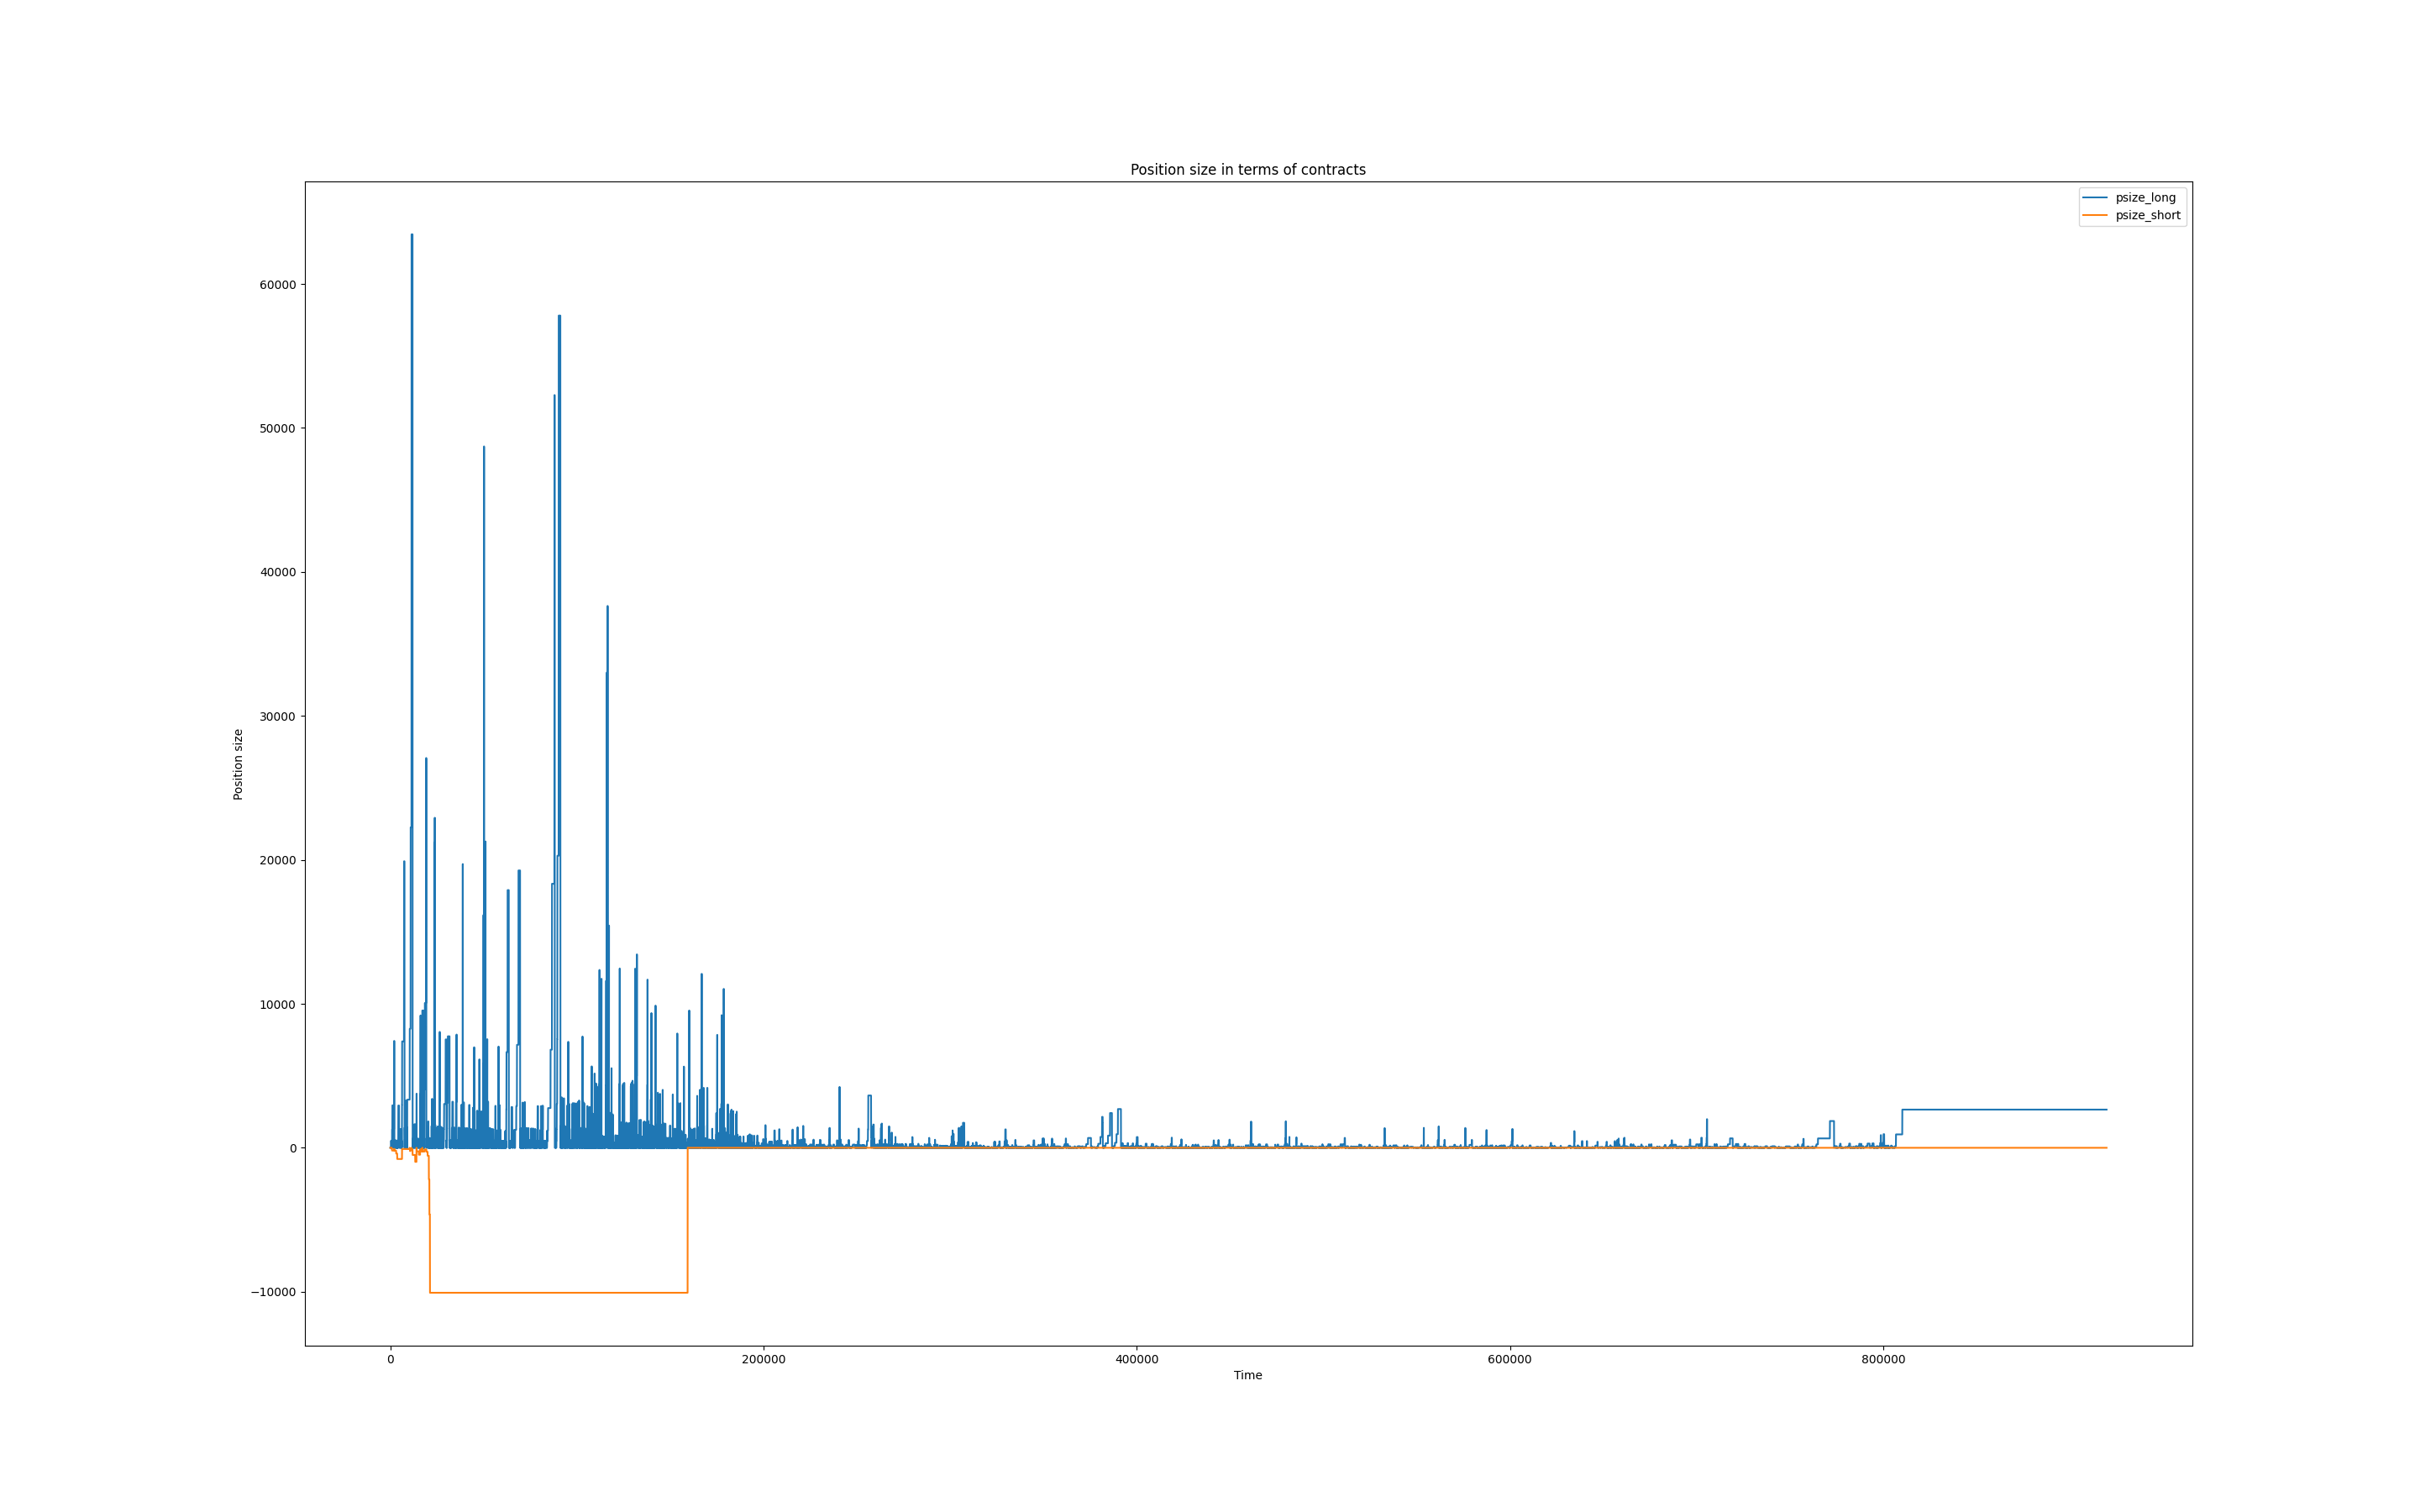 Position size in terms of contracts
psize_long
psize_short
Position size
60000
50000
40000
30000
20000
10000
0
−10000
0
200000
400000
600000
800000
Time